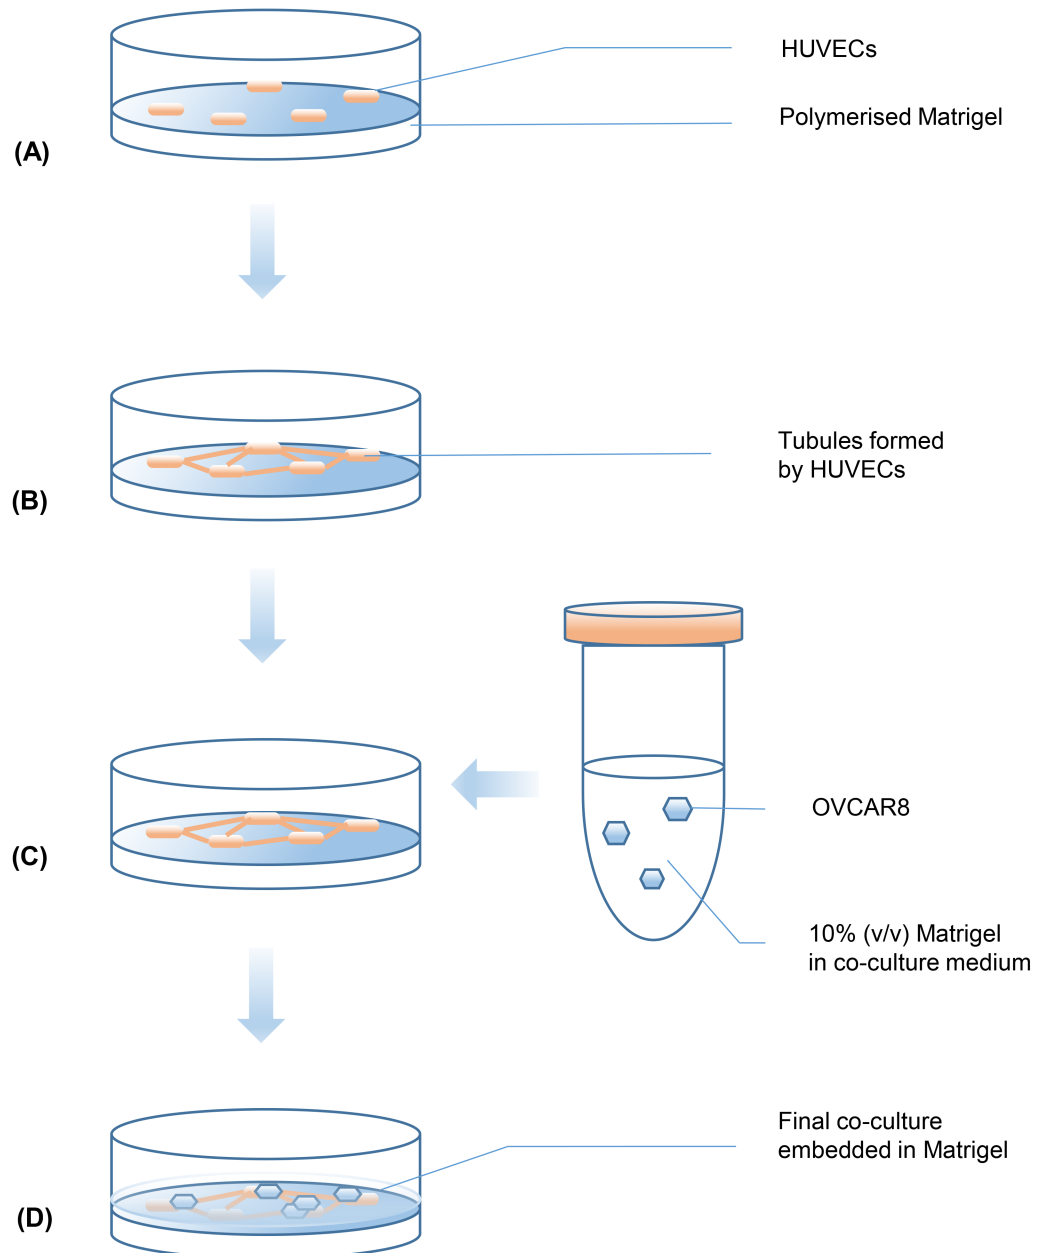 HUVECs
Polymerised Matrigel
(A)
Tubules formed
by HUVECs
(B)
OVCAR8
(C)
10% (v/v) Matrigel
in co-culture medium
Final co-culture
embedded in Matrigel
(D)